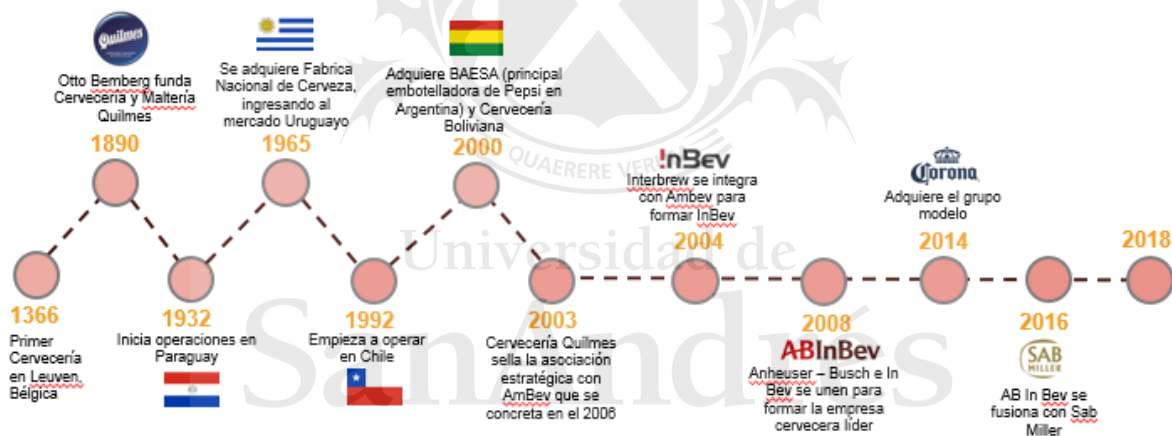 Quilmes
Otto Bemberg funda
Cervecería y Maltería
Quilmes
1890
Se adquiere Fabrica
Nacional de Cerveza,
ingresando al
mercado Uruguayo
1965
Adquiere BAESA (principal
embotelladora de Pepsi en
Argentina) y Cervecería
Boliviana
2000
QUAERERE VERUM
InBev
Interbrew se integra
con Ambev para
formar InBev
2004
Corona
Adquiere el grupo
modelo
2014
2018
Universidad de
SanAndrés
1366
Primer
Cervecería
en Leuven,
Bélgica
1932
Inicia operaciones en
Paraguay
1992
Empieza a operar
en Chile
2003
Cervecería Quilmes
sella la asociación
estratégica con
AmBev que se
concreta en el 2006
2008
ABInBev
Anheuser – Busch e In
Bev se unen para
formar la empresa
cervecera líder
2016
SAB
MILLER
AB In Bev se
fusiona con Sab
Miller